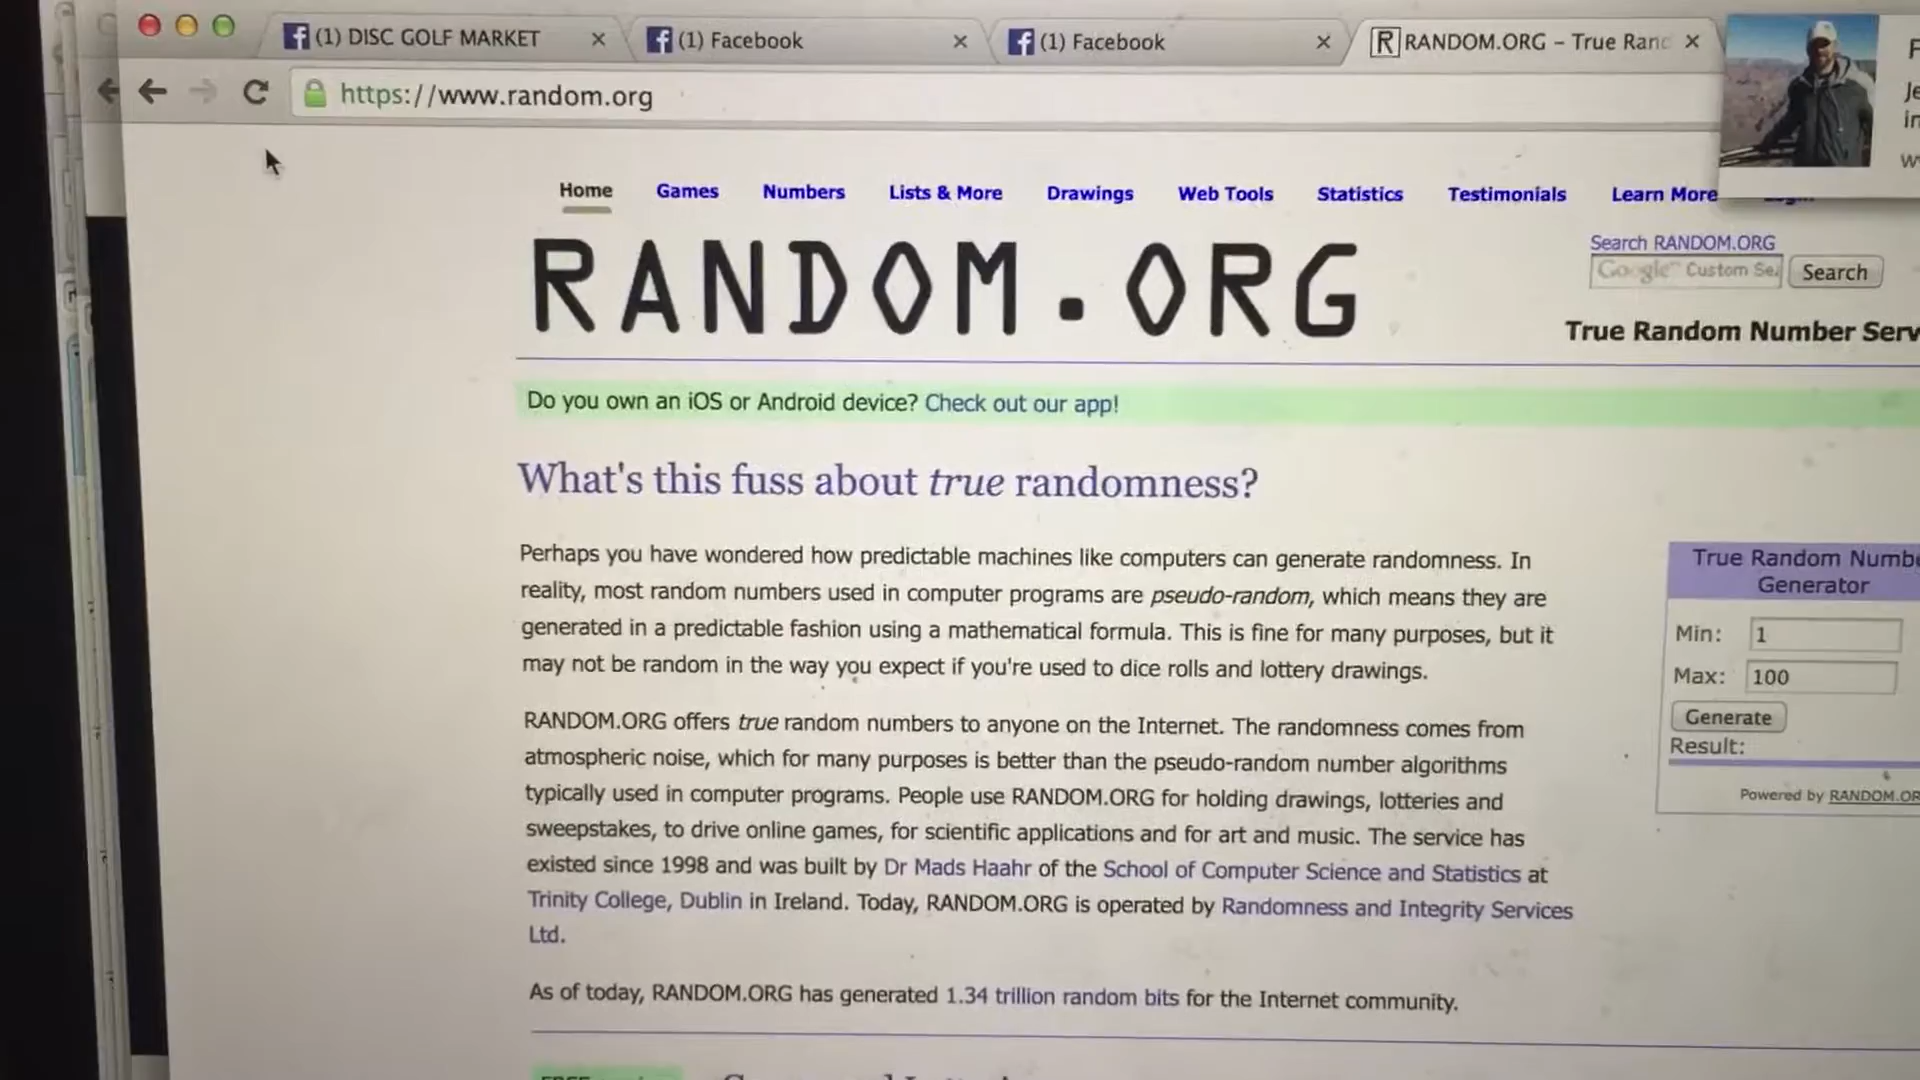 (1) DISC GOLF MARKET
(1) Facebook
(1) Facebook
RANDOM.ORG – True Ranc
https://www.random.org
Je
in
Home Games Numbers Lists & More Drawings Web Tools Statistics Testimonials Learn More
RANDOM.ORG
Search RANDOM.ORG
Google Custom Sea Search
True Random Number Serv
Do you own an iOS or Android device? Check out our app!
What's this fuss about true randomness?
Perhaps you have wondered how predictable machines like computers can generate randomness. In
reality, most random numbers used in computer programs are pseudo-random, which means they are
generated in a predictable fashion using a mathematical formula. This is fine for many purposes, but it
may not be random in the way you expect if you're used to dice rolls and lottery drawings.
RANDOM.ORG offers true random numbers to anyone on the Internet. The randomness comes from
atmospheric noise, which for many purposes is better than the pseudo-random number algorithms
typically used in computer programs. People use RANDOM.ORG for holding drawings, lotteries and
sweepstakes, to drive online games, for scientific applications and for art and music. The service has
existed since 1998 and was built by Dr Mads Haahr of the School of Computer Science and Statistics at
Trinity College, Dublin in Ireland. Today, RANDOM.ORG is operated by Randomness and Integrity Services
Ltd.
As of today, RANDOM.ORG has generated 1.34 trillion random bits for the Internet community.
True Random Numbe
Generator
Min: 1
Max: 100
Generate
Result:
Powered by RANDOM.OR